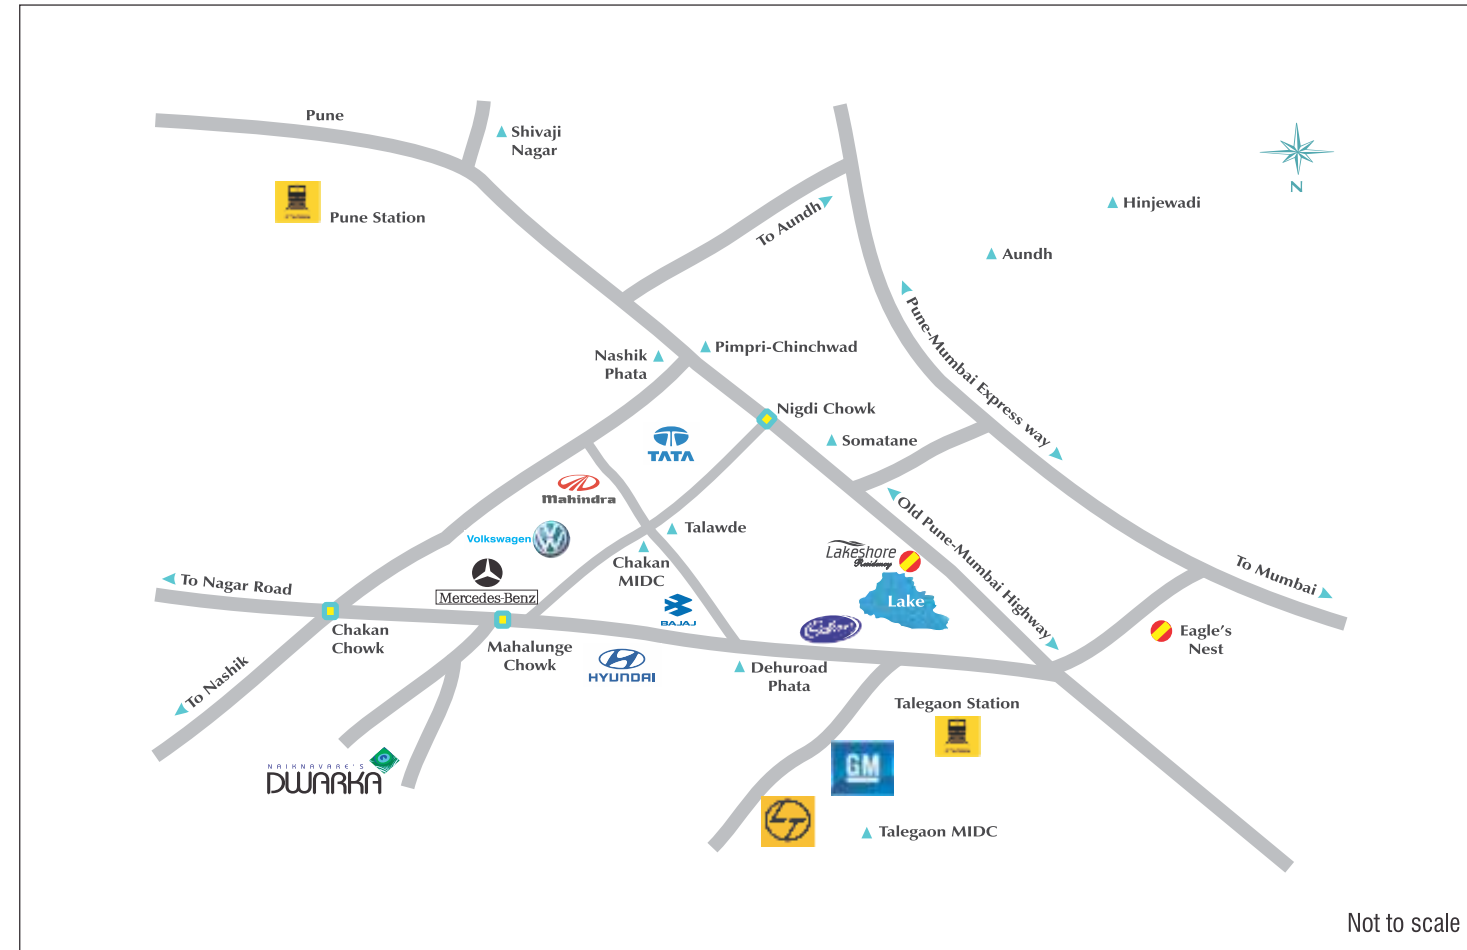 Pune
Shivaji
Nagar
Pune Station
N
Hinjewadi
To Aundh
Aundh
Pune-Mumbai Express way
Nashik
Phata
Pimpri-Chinchwad
Nigdi Chowk
Somatane
TATA
Mahindra
Volkswagen
Talawde
Chakan
MIDC
Old Pune-Mumbai Highway
Lakeshore
Residency
Lake
To Mumbai
To Nagar Road
Mercedes-Benz
BAJAJ
Chakan
Chowk
Mahalunge
Chowk
HYUNDAI
Dehuroad
Phata
Eagle's
Nest
To Nashik
Talegaon Station
NAIKNAVARE'S
DWARKA
GM
LT
Talegaon MIDC
Not to scale